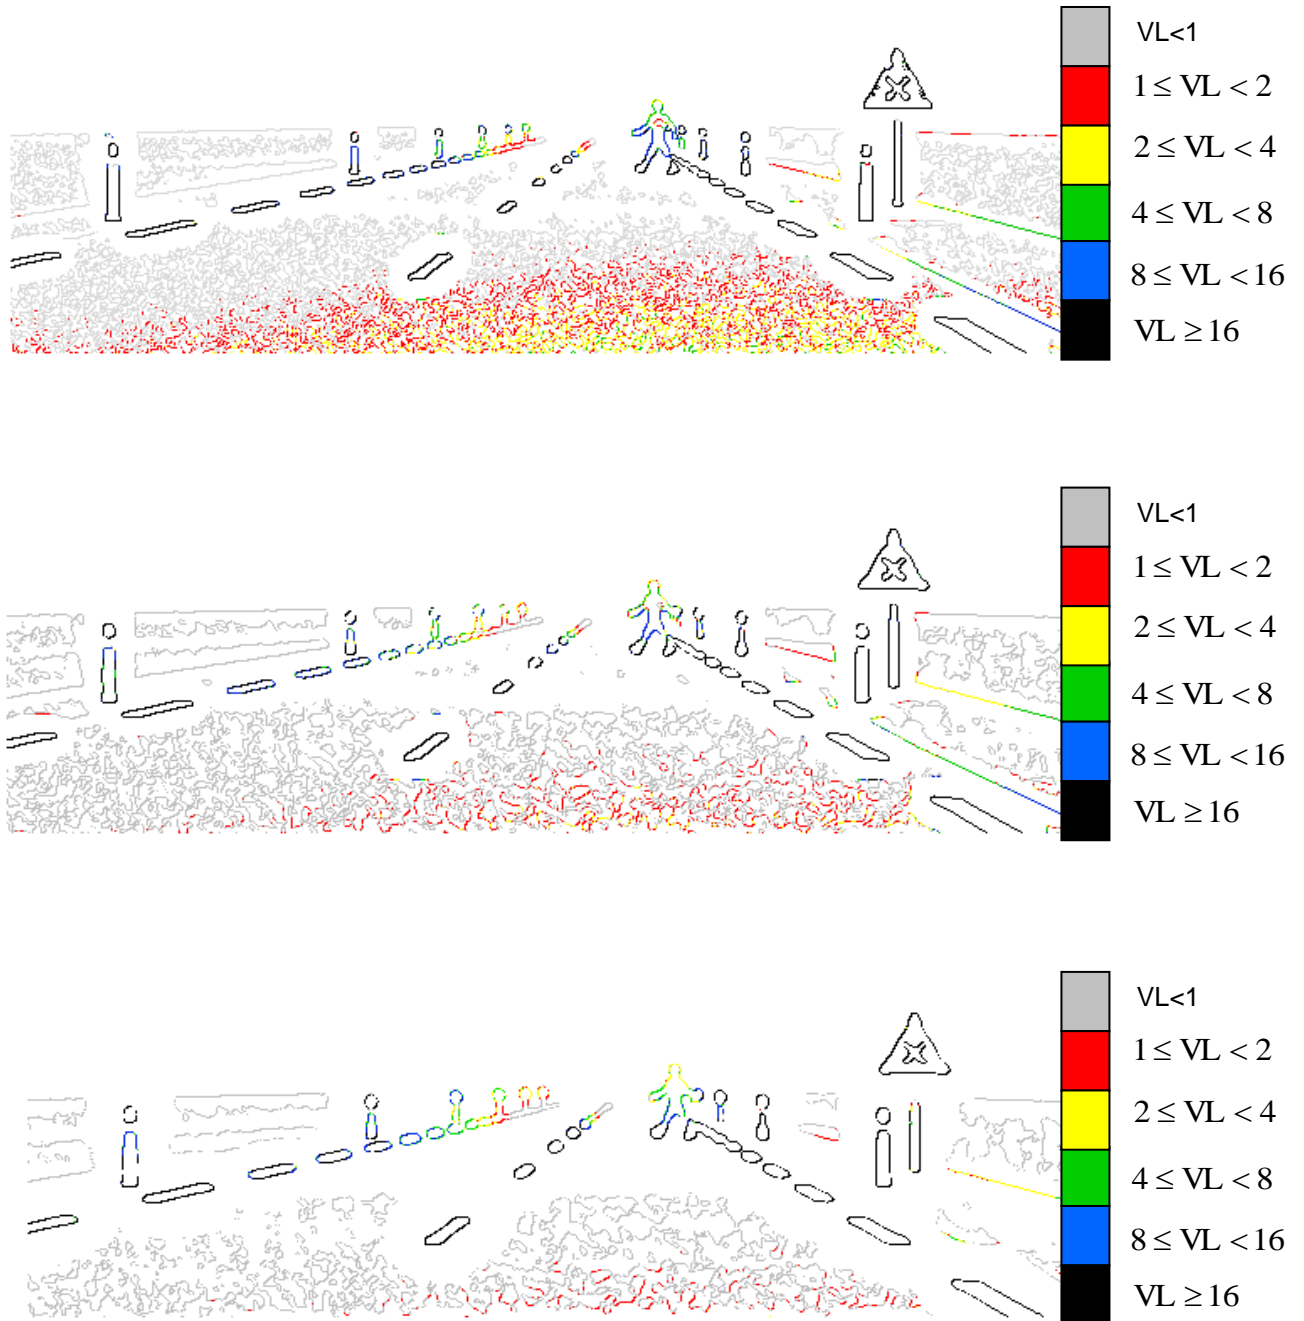 VL<1
1 ≤ VL < 2
2 ≤ VL < 4
4 ≤ VL < 8
8 ≤ VL < 16
VL ≥ 16
VL<1
1 ≤ VL < 2
2 ≤ VL < 4
4 ≤ VL < 8
8 ≤ VL < 16
VL ≥ 16
VL<1
1 ≤ VL < 2
2 ≤ VL < 4
4 ≤ VL < 8
8 ≤ VL < 16
VL ≥ 16